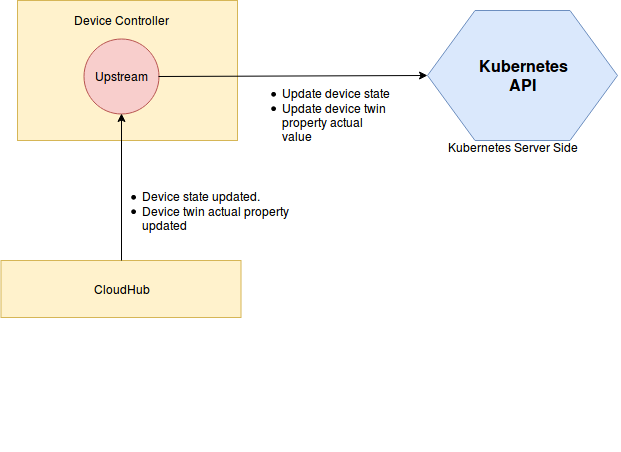 Device Controller
Upstream
Kubernetes
API
• Update device state
• Update device twin
property actual
value
Kubernetes Server Side
• Device state updated.
• Device twin actual property
updated
CloudHub